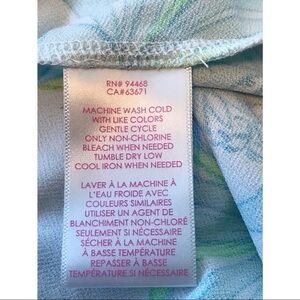 RN# 94468
CA#63671
MACHINE WASH COLD
WITH LIKE COLORS
GENTLE CYCLE
ONLY NON-CHLORINE
BLEACH WHEN NEEDED
TUMBLE DRY LOW
COOL IRON WHEN NEEDED
LAVER À LA MACHINE À
L'EAU FROIDE AVEC
COULEURS SIMILAIRES
UTILISER UN AGENT DE
BLANCHIMENT NON-CHLORÉ
SEULEMENT SI NÉCESSAIRE
SÉCHER À LA MACHINE
À BASSE TEMPÉRATURE
REPASSER À BASSE
TEMPÉRATURE SI NÉCESSAIRE